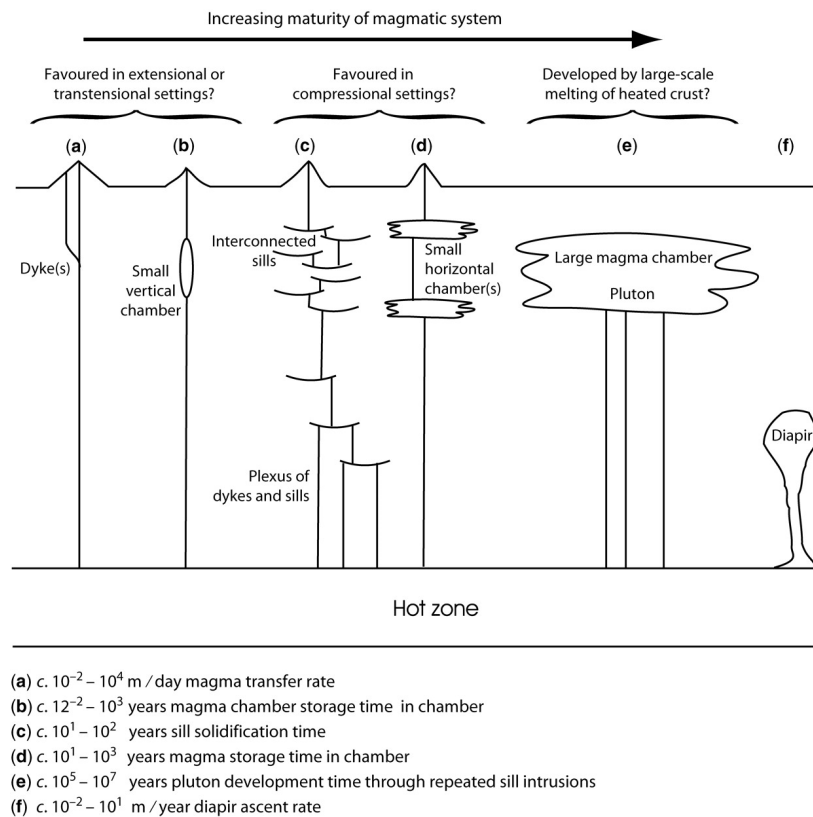 Increasing maturity of magmatic system
Favoured in extensional or
transtensional settings?
Favoured in
compressional settings?
Developed by large-scale
melting of heated crust?
(a)
(b)
(c)
(d)
(e)
(f)
Dyke(s)
Small
vertical
chamber
Interconnected
sills
Small
horizontal
chamber(s)
Large magma chamber
Pluton
Diapir
Plexus of
dykes and sills
Hot zone
(a) c. 10⁻² – 10⁴ m / day magma transfer rate
(b) c. 12⁻² – 10³ years magma chamber storage time in chamber
(c) c. 10¹ – 10² years sill solidification time
(d) c. 10¹ – 10³ years magma storage time in chamber
(e) c. 10⁵ – 10⁷ years pluton development time through repeated sill intrusions
(f) c. 10⁻² – 10¹ m / year diapir ascent rate